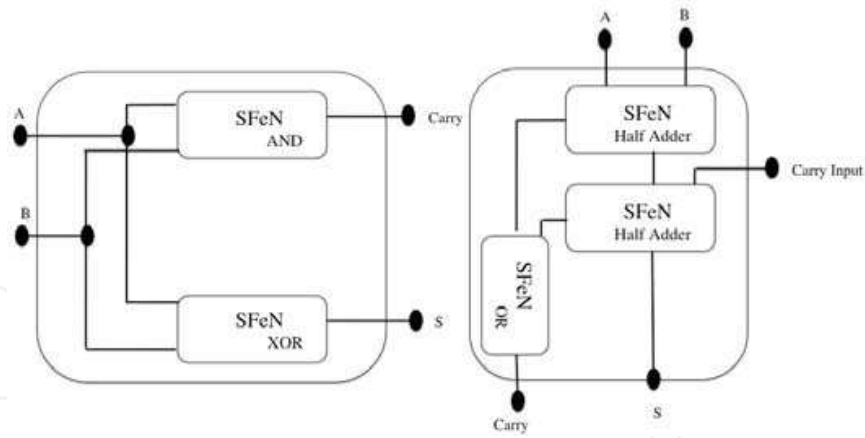 A
B
SFeN
AND
Carry
SFeN
XOR
S
A
B
SFeN
Half Adder
Carry Input
SFeN
Half Adder
SFeN
OR
Carry
S